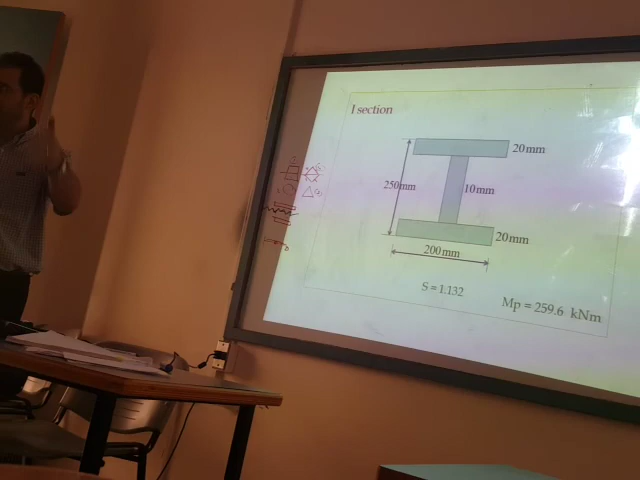 I section
20mm
250mm
10mm
20mm
200mm
S = 1.132
Mp = 259.6 kNm